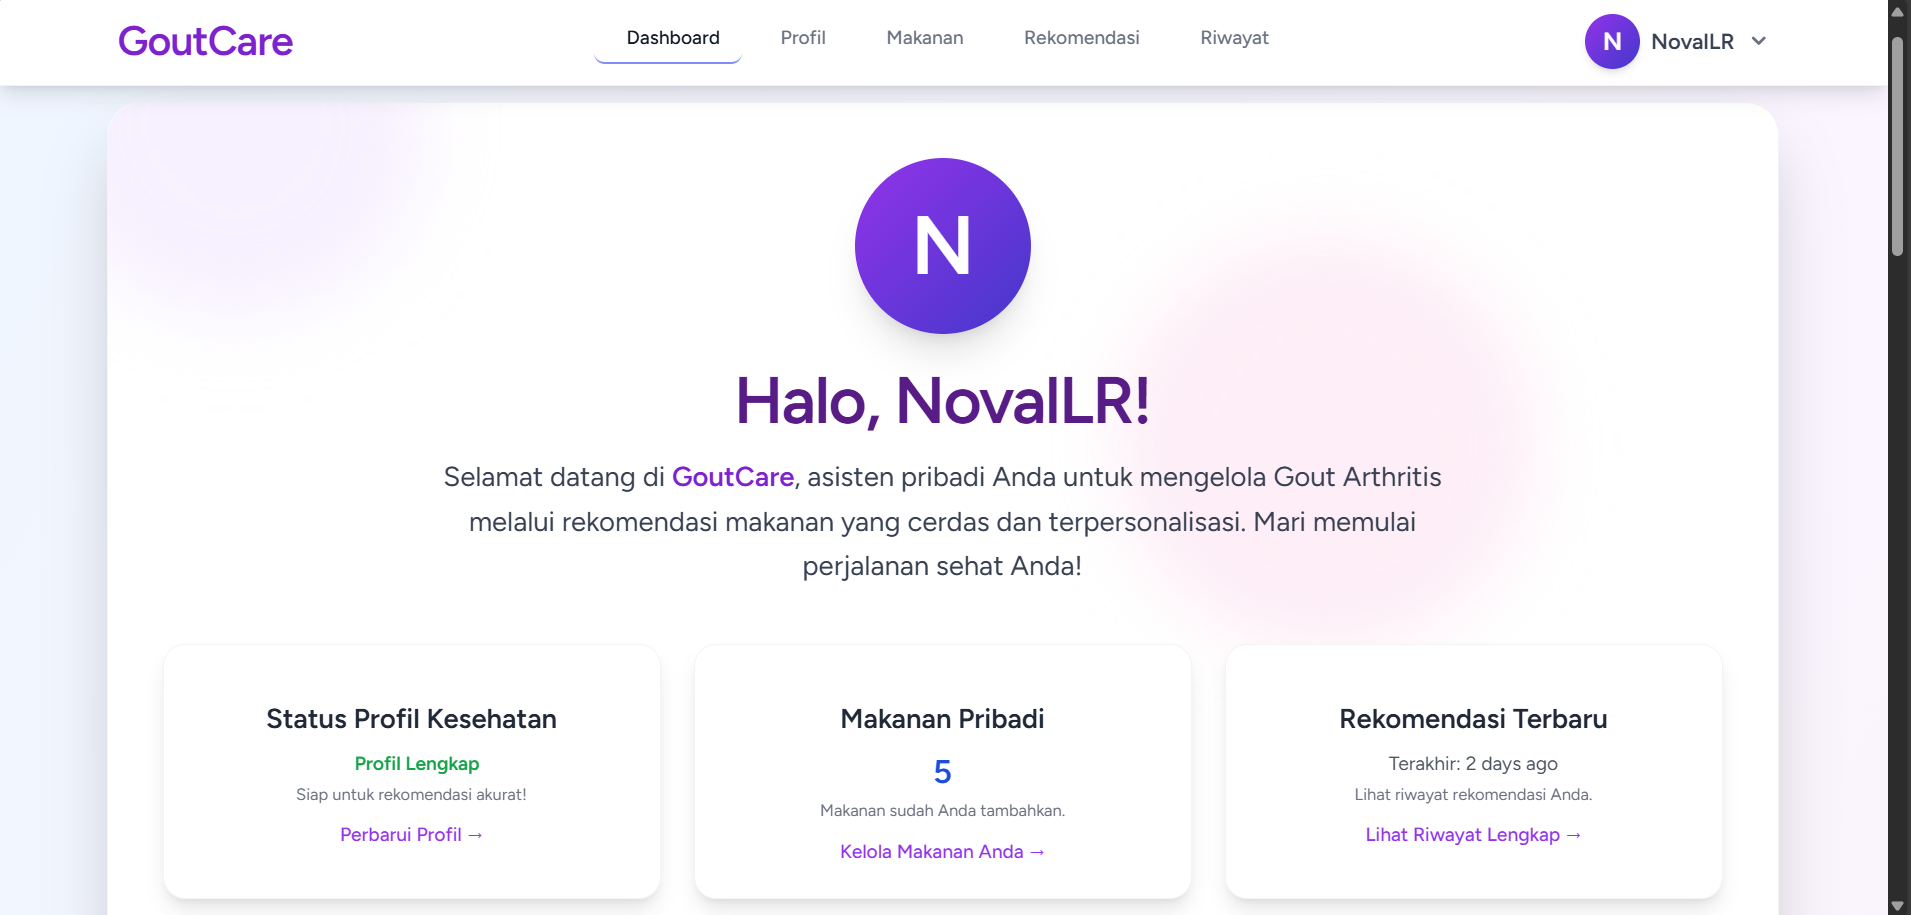 GoutCare
Dashboard
Profil
Makanan
Rekomendasi
Riwayat
N
NovalLR
N
Halo, NovalLR!
Selamat datang di GoutCare, asisten pribadi Anda untuk mengelola Gout Arthritis
melalui rekomendasi makanan yang cerdas dan terpersonalisasi. Mari memulai
perjalanan sehat Anda!
Status Profil Kesehatan
Profil Lengkap
Siap untuk rekomendasi akurat!
Perbarui Profil →
Makanan Pribadi
5
Makanan sudah Anda tambahkan.
Kelola Makanan Anda →
Rekomendasi Terbaru
Terakhir: 2 days ago
Lihat riwayat rekomendasi Anda.
Lihat Riwayat Lengkap →